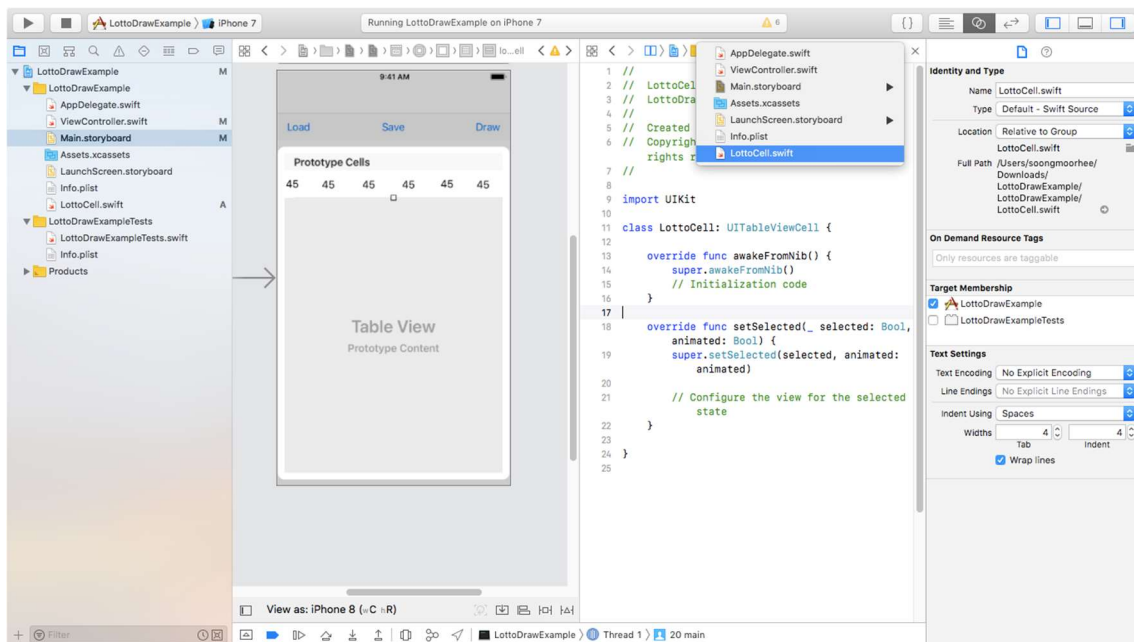 LottoDrawExample
iPhone 7
Running LottoDrawExample on iPhone 7
6
lo...ell
LottoDrawExample M
LottoDrawExample
AppDelegate.swift
ViewController.swift M
Main.storyboard M
Assets.xcassets
LaunchScreen.storyboard
Info.plist
LottoCell.swift A
LottoDrawExampleTests
LottoDrawExampleTests.swift
Info.plist
Products
Filter
9:41 AM
Load Save Draw
Prototype Cells
45 45 45 45 45 45
Table View
Prototype Content
View as: iPhone 8 (wC hR)
AppDelegate.swift
ViewController.swift
Main.storyboard
Assets.xcassets
LaunchScreen.storyboard
Info.plist
LottoCell.swift
1 //
2 // LottoCel
3 // LottoDra
4 //
5 // Created
6 // Copyrigh
rights r
7 //
8
9 import UIKit
10
11 class LottoCell: UITableViewCell {
12
13 override func awakeFromNib() {
14 super.awakeFromNib()
15 // Initialization code
16 }
17
18 override func setSelected(_ selected: Bool,
animated: Bool) {
19 super.setSelected(selected, animated:
animated)
20
21 // Configure the view for the selected
state
22 }
23
24 }
25
LottoDrawExample
Thread 1
20 main
Identity and Type
Name LottoCell.swift
Type Default - Swift Source
Location Relative to Group
LottoCell.swift
Full Path /Users/soongmoorhee/
Downloads/
LottoDrawExample/
LottoDrawExample/
LottoCell.swift
On Demand Resource Tags
Only resources are taggable
Target Membership
LottoDrawExample
LottoDrawExampleTests
Text Settings
Text Encoding No Explicit Encoding
Line Endings No Explicit Line Endings
Indent Using Spaces
Widths 4 4
Tab Indent
Wrap lines